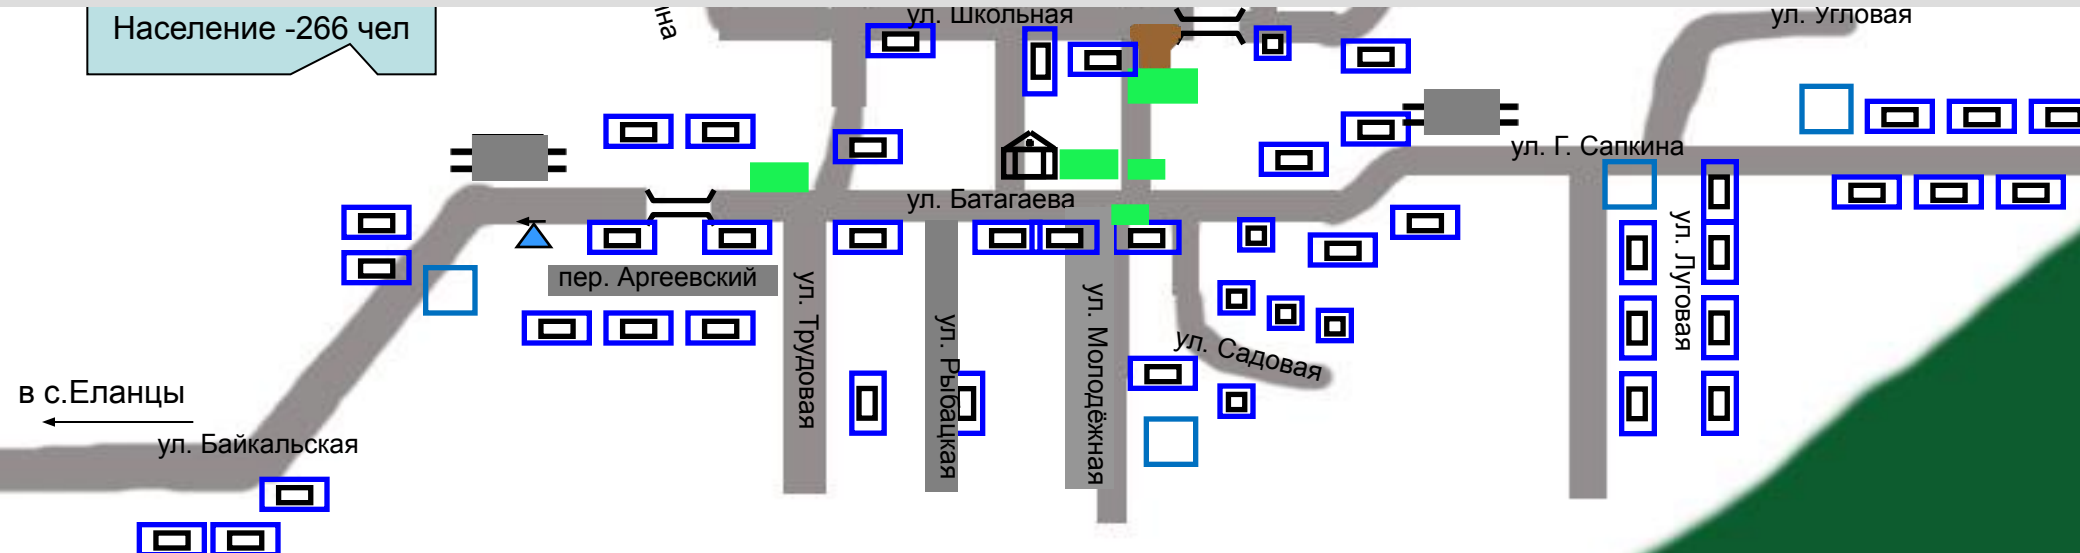 Население -266 чел
ина
ул. Школьная
ул. Угловая
ул. Г. Сапкина
ул. Батагаева
пер. Аргеевский
ул. Трудовая
ул. Рыбацкая
ул. Молодёжная
ул. Садовая
ул. Луговая
в с.Еланцы
ул. Байкальская